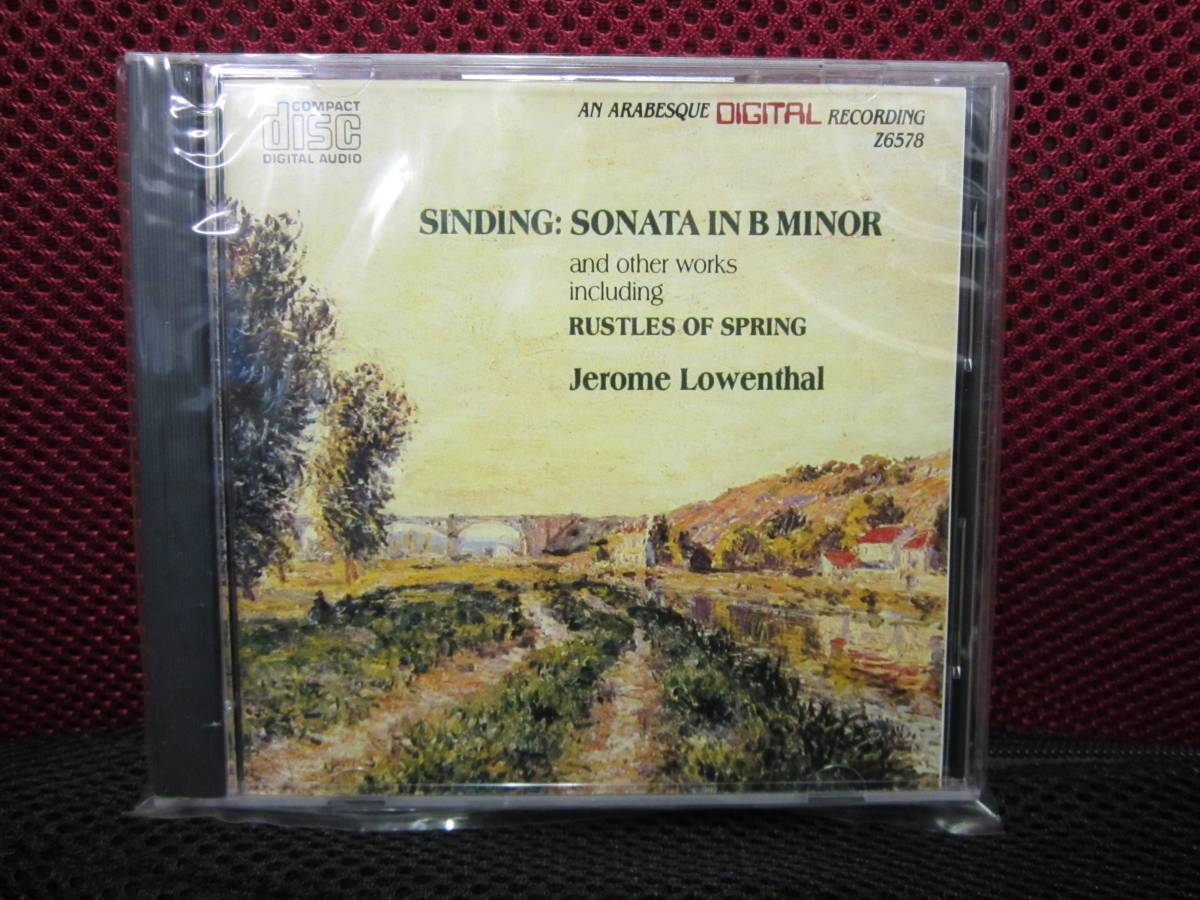 COMPACT
disc
DIGITAL AUDIO
AN ARABESQUE DIGITAL RECORDING
Z6578
SINDING: SONATA IN B MINOR
and other works
including
RUSTLES OF SPRING
Jerome Lowenthal